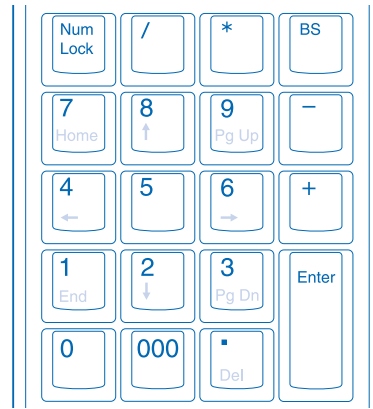 Num Lock / * BS
7 8 9 −
Home ↑ Pg Up
4 5 6 +
← →
1 2 3 Enter
End ↓ Pg Dn
0 000 .
Del